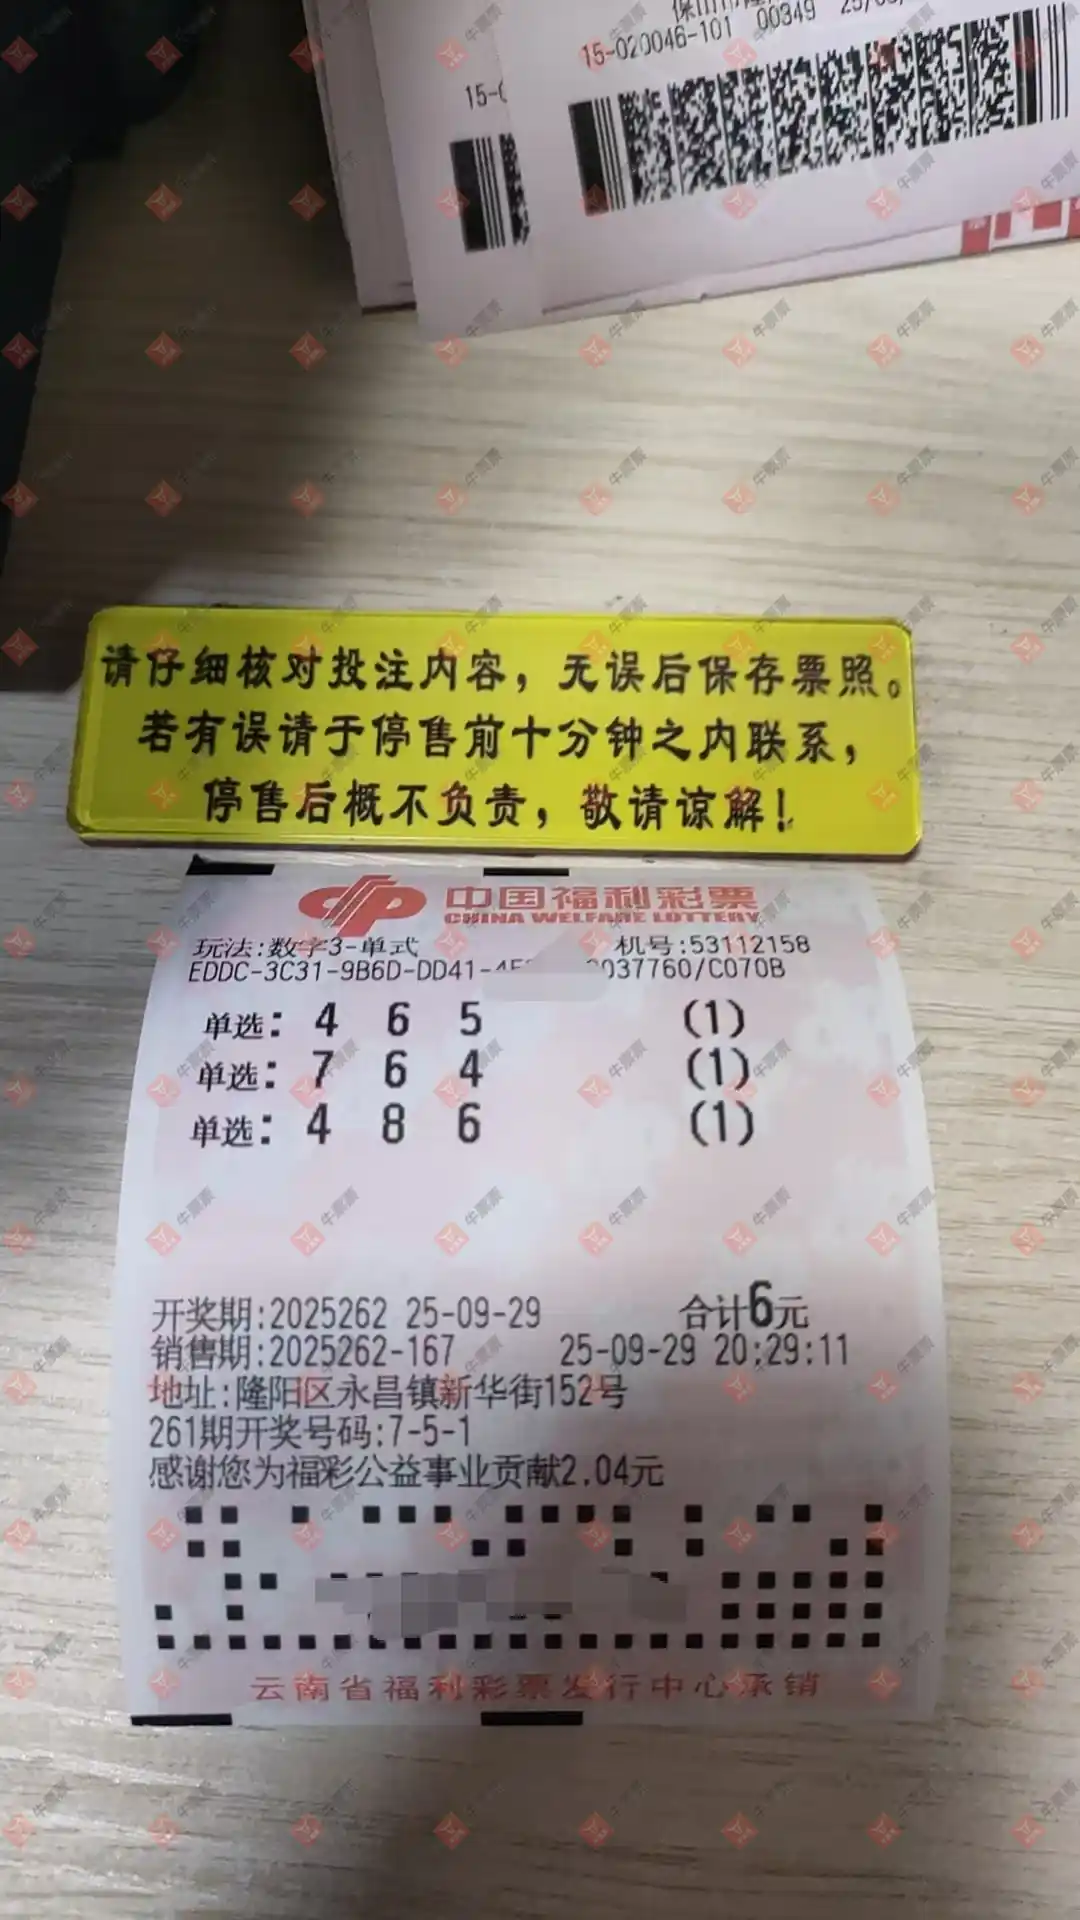 15-020046-101 00349
请仔细核对投注内容，无误后保存票照。
若有误请于停售前十分钟之内联系，
停售后概不负责，敬请谅解！
中国福利彩票
CHINA WELFARE LOTTERY
玩法:数字3-单式 机号:53112158
EDDC-3C31-9B6D-DD41- 037760/C070B
单选: 4 6 5 (1)
单选: 7 6 4 (1)
单选: 4 8 6 (1)
开奖期:2025262 25-09-29 合计6元
销售期:2025262-167 25-09-29 20:29:11
地址:隆阳区永昌镇新华街152号
261期开奖号码:7-5-1
感谢您为福彩公益事业贡献2.04元
云南省福利彩票发行中心承销
牛票票